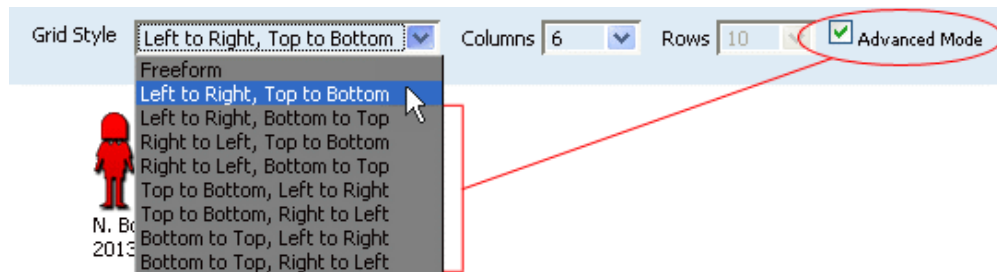 Grid Style Left to Right, Top to Bottom Columns 6 Rows 10 Advanced Mode
Freeform
Left to Right, Top to Bottom
Left to Right, Bottom to Top
Right to Left, Top to Bottom
Right to Left, Bottom to Top
Top to Bottom, Left to Right
Top to Bottom, Right to Left
Bottom to Top, Left to Right
Bottom to Top, Right to Left
N.
2013